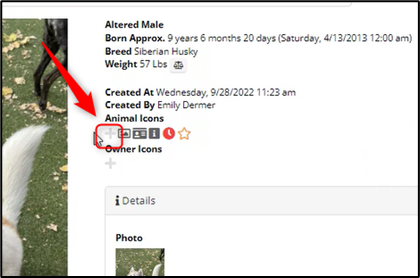 Altered Male
Born Approx. 9 years 6 months 20 days (Saturday, 4/13/2013 12:00 am)
Breed Siberian Husky
Weight 57 Lbs
Created At Wednesday, 9/28/2022 11:23 am
Created By Emily Dermer
Animal Icons
Owner Icons
Details
Photo